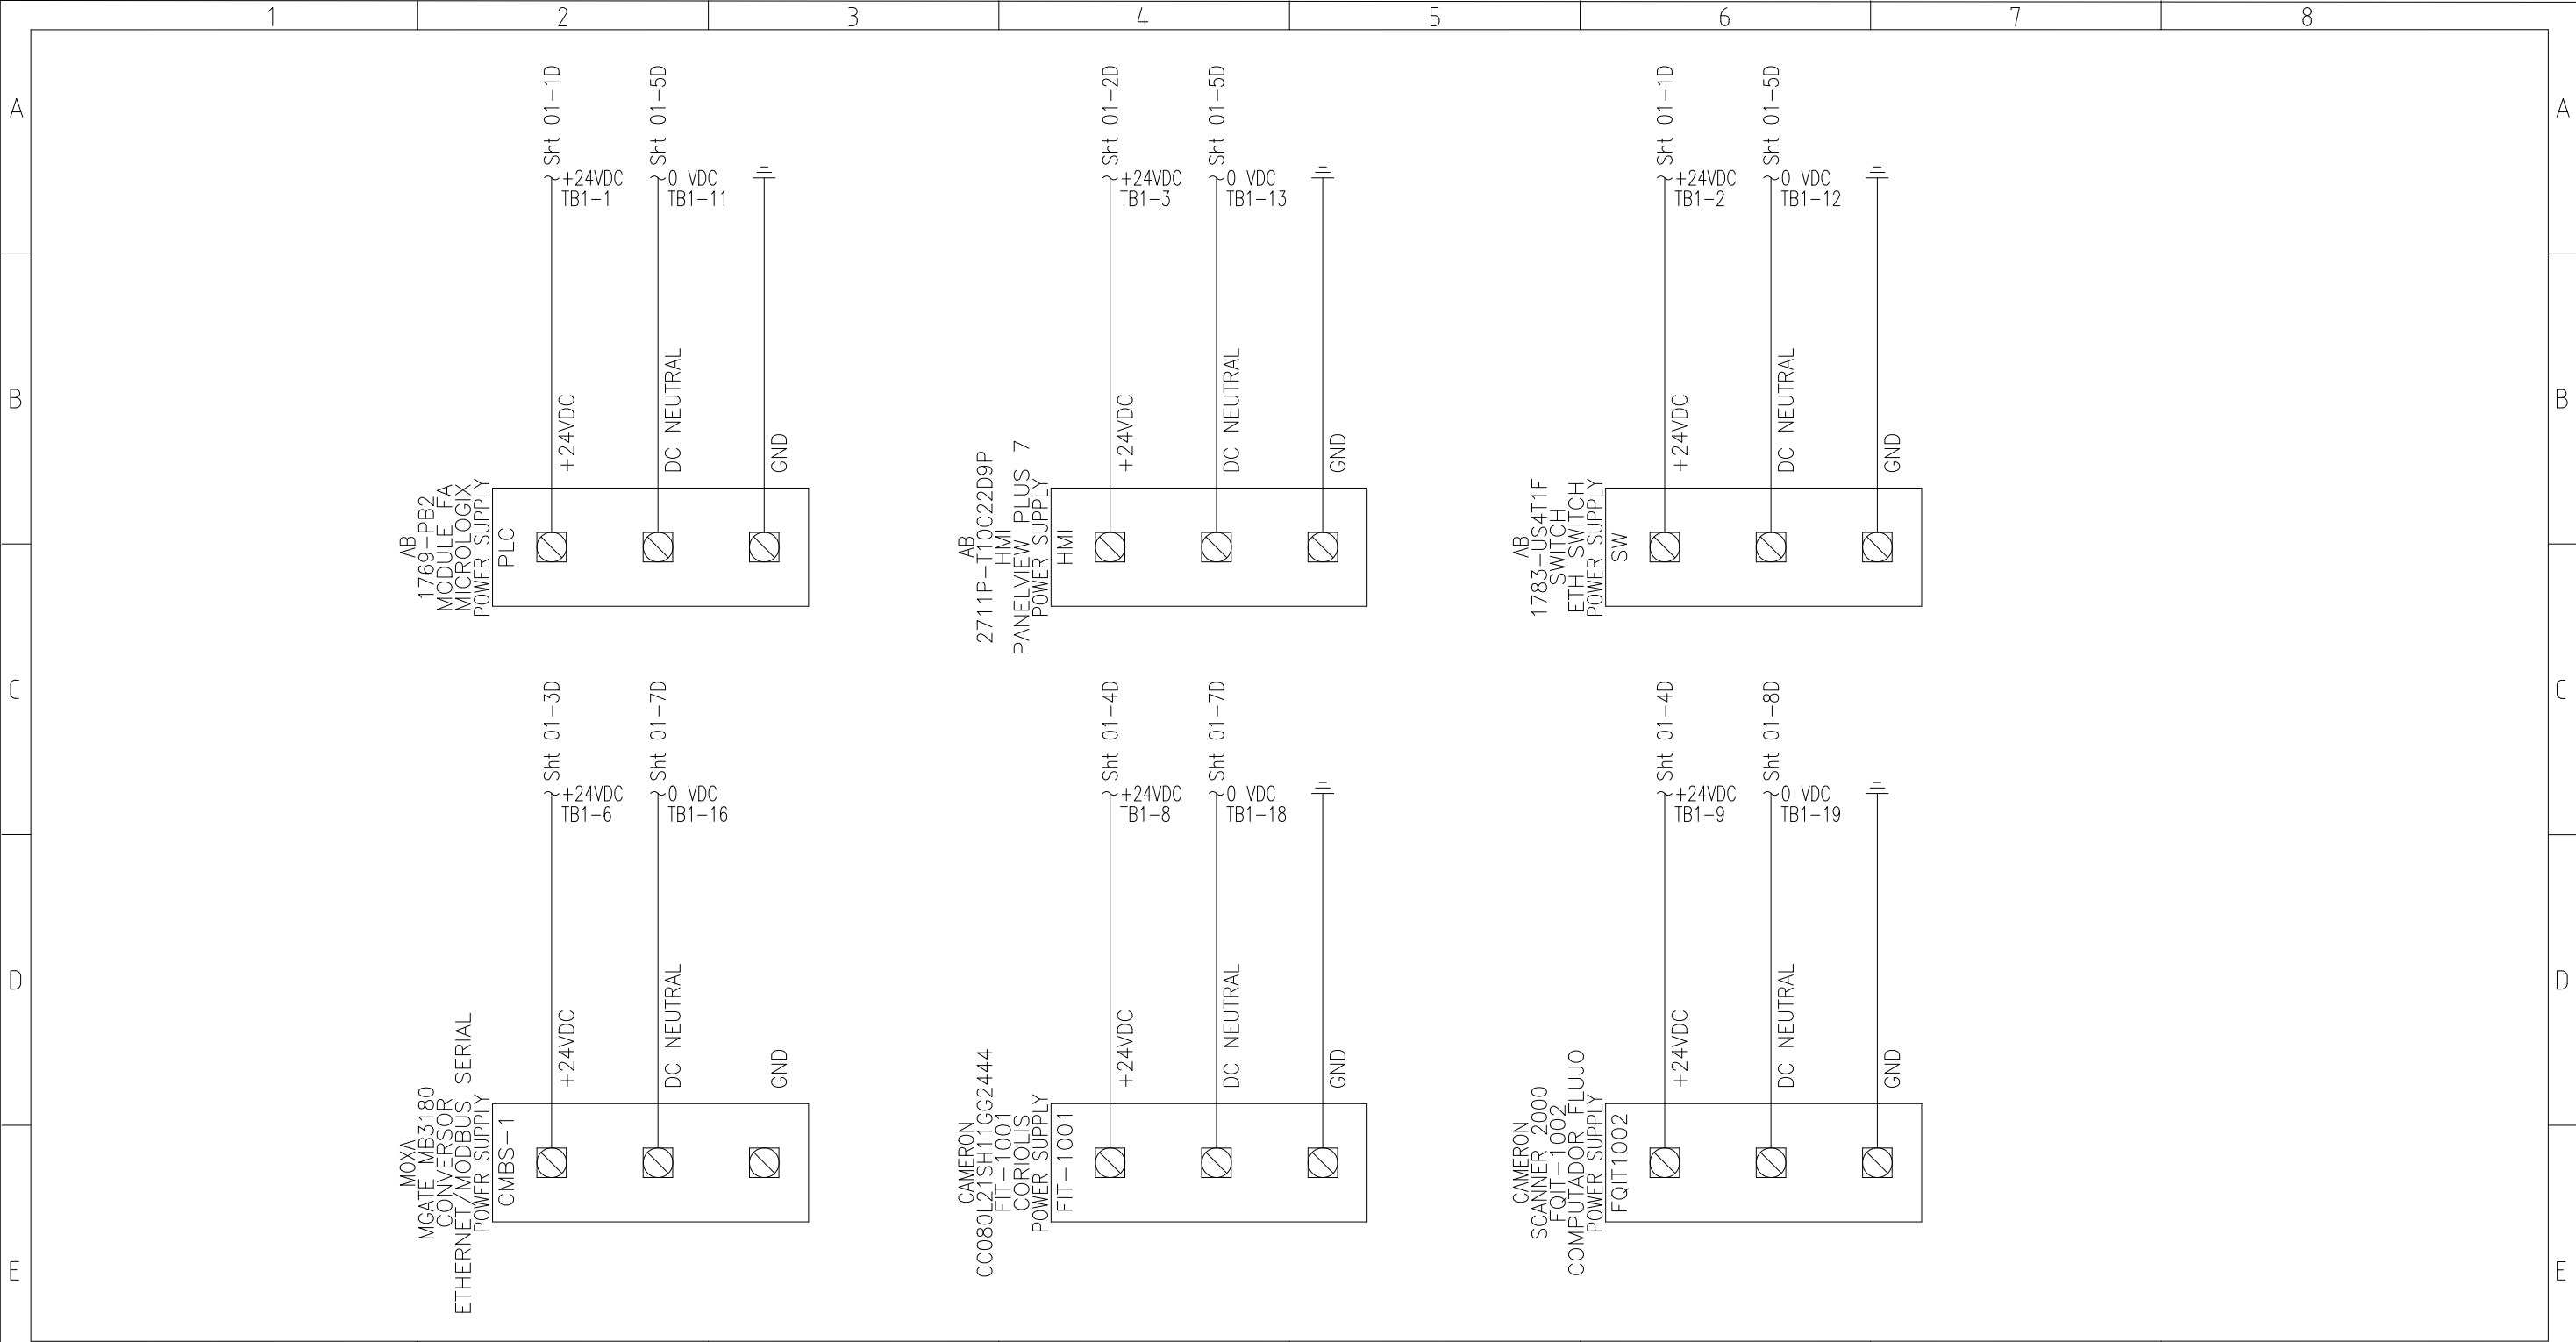 1 2 3 4 5 6 7 8
A A
Sht 01-1D
+24VDC
TB1-1
Sht 01-5D
0 VDC
TB1-11
+24VDC
DC NEUTRAL
GND
AB
1769-PB2
MODULE FA
MICROLOGIX
POWER SUPPLY
PLC
Sht 01-2D
+24VDC
TB1-3
Sht 01-5D
0 VDC
TB1-13
+24VDC
DC NEUTRAL
GND
AB
2711P-T10C22D9P
HMI
PANELVIEW PLUS 7
POWER SUPPLY
HMI
Sht 01-1D
+24VDC
TB1-2
Sht 01-5D
0 VDC
TB1-12
+24VDC
DC NEUTRAL
GND
AB
1783-US4T1F
SWITCH
ETH SWITCH
POWER SUPPLY
SW
B B
C C
Sht 01-3D
+24VDC
TB1-6
Sht 01-7D
0 VDC
TB1-16
+24VDC
DC NEUTRAL
GND
MOXA
MGATE MB3180
CONVERSOR
ETHERNET/MODBUS SERIAL
POWER SUPPLY
CMBS-1
Sht 01-4D
+24VDC
TB1-8
Sht 01-7D
0 VDC
TB1-18
+24VDC
DC NEUTRAL
GND
CAMERON
CC080L21SH11GG2444
FIT-1001
CORIOLIS
POWER SUPPLY
FIT-1001
Sht 01-4D
+24VDC
TB1-9
Sht 01-8D
0 VDC
TB1-19
+24VDC
DC NEUTRAL
GND
CAMERON
SCANNER 2000
FQIT-1002
COMPUTADOR FLUJO
POWER SUPPLY
FQIT1002
D D
E E